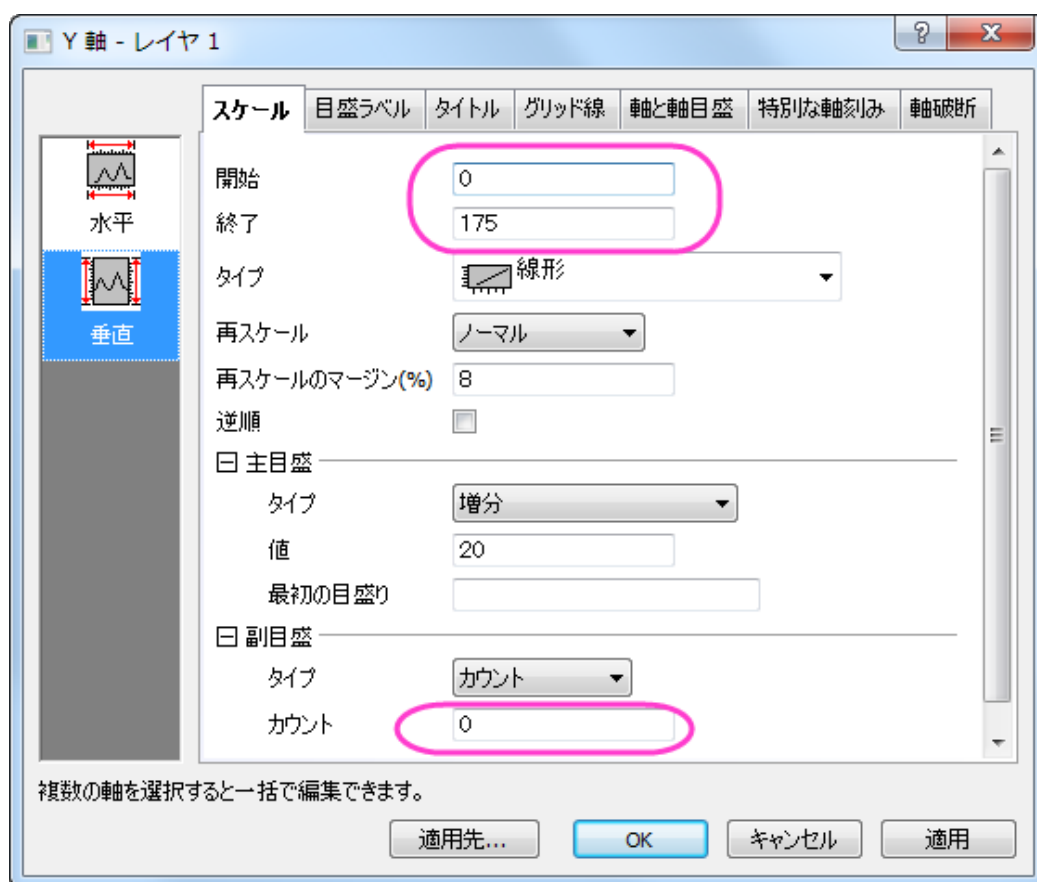 Y 軸 - レイヤ 1
スケール 目盛ラベル タイトル グリッド線 軸と軸目盛 特別な軸刻み 軸破断
水平
垂直
開始 0
終了 175
タイプ 線形
再スケール ノーマル
再スケールのマージン(%) 8
逆順
主目盛
タイプ 増分
値 20
最初の目盛り
副目盛
タイプ カウント
カウント 0
複数の軸を選択すると一括で編集できます。
適用先... OK キャンセル 適用